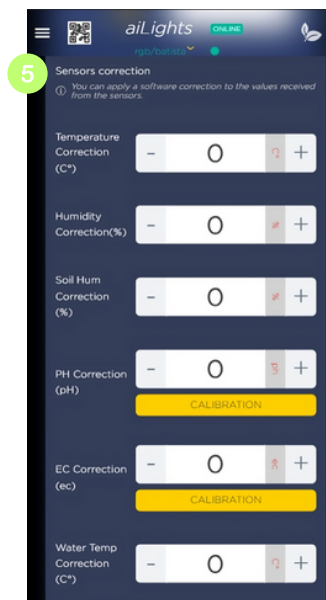 aiLights ONLINE
rgb/batista
5
Sensors correction
You can apply a software correction to the values received
from the sensors.
Temperature
Correction
(C°)
- 0 +
Humidity
Correction(%)
- 0 % +
Soil Hum
Correction
(%)
- 0 % +
PH Correction
(pH)
- 0 +
CALIBRATION
EC Correction
(ec)
- 0 +
CALIBRATION
Water Temp
Correction
(C°)
- 0 +